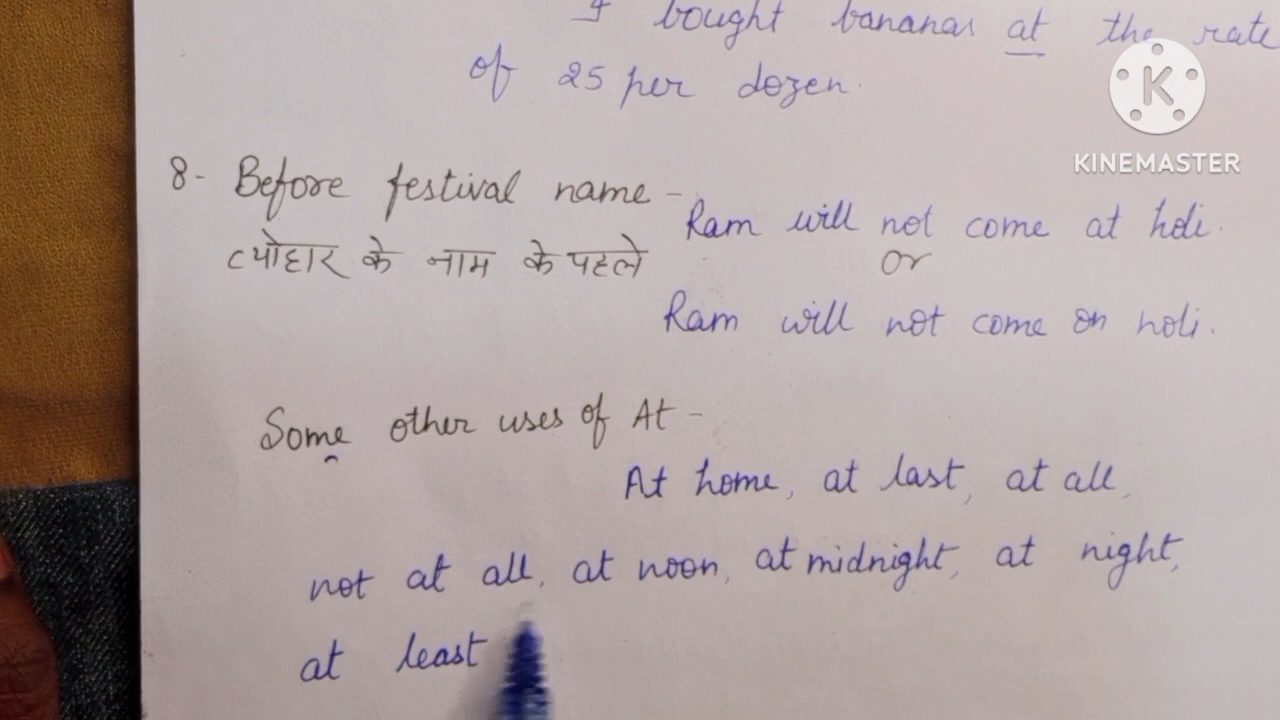 I bought bananas at the rate
of 25 per dozen.
KINEMASTER
8- Before festival name -
Ram will not come at holi.
त्योहार के नाम के पहले
or
Ram will not come on holi.
Some other uses of At -
At home, at last, at all,
not at all, at noon, at midnight, at night,
at least